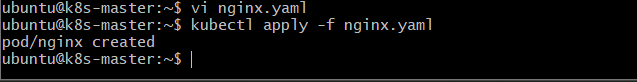 ubuntu@k8s-master:~$ vi nginx.yaml
ubuntu@k8s-master:~$ kubectl apply -f nginx.yaml
pod/nginx created
ubuntu@k8s-master:~$